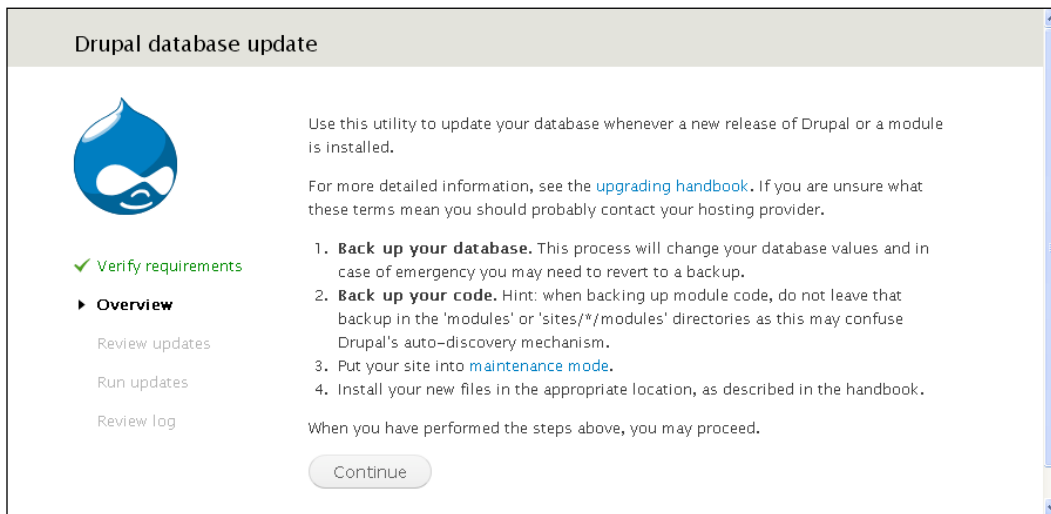 Drupal database update
Use this utility to update your database whenever a new release of Drupal or a module
is installed.
For more detailed information, see the upgrading handbook. If you are unsure what
these terms mean you should probably contact your hosting provider.
1. Back up your database. This process will change your database values and in
case of emergency you may need to revert to a backup.
2. Back up your code. Hint: when backing up module code, do not leave that
backup in the 'modules' or 'sites/*/modules' directories as this may confuse
Drupal's auto-discovery mechanism.
3. Put your site into maintenance mode.
4. Install your new files in the appropriate location, as described in the handbook.
When you have performed the steps above, you may proceed.
Continue
Verify requirements
Overview
Review updates
Run updates
Review log